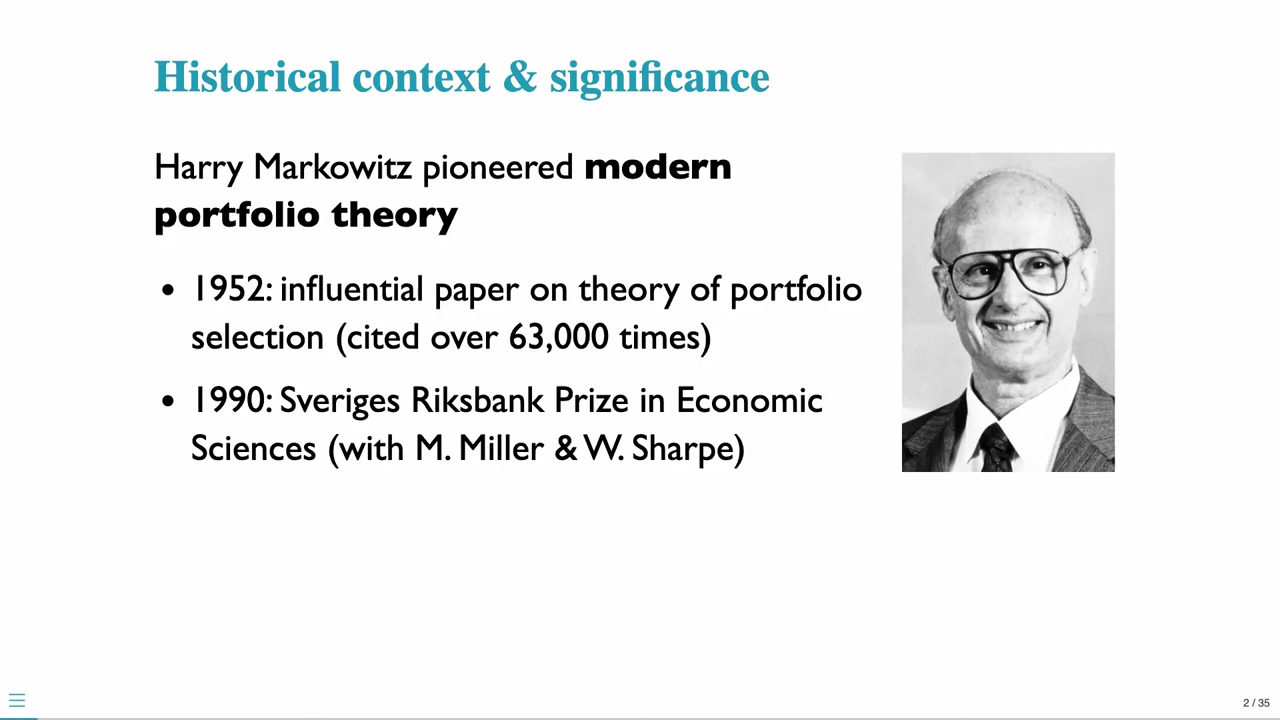 Historical context & significance
Harry Markowitz pioneered modern
portfolio theory
• 1952: influential paper on theory of portfolio
selection (cited over 63,000 times)
• 1990: Sveriges Riksbank Prize in Economic
Sciences (with M. Miller & W. Sharpe)
2 / 35